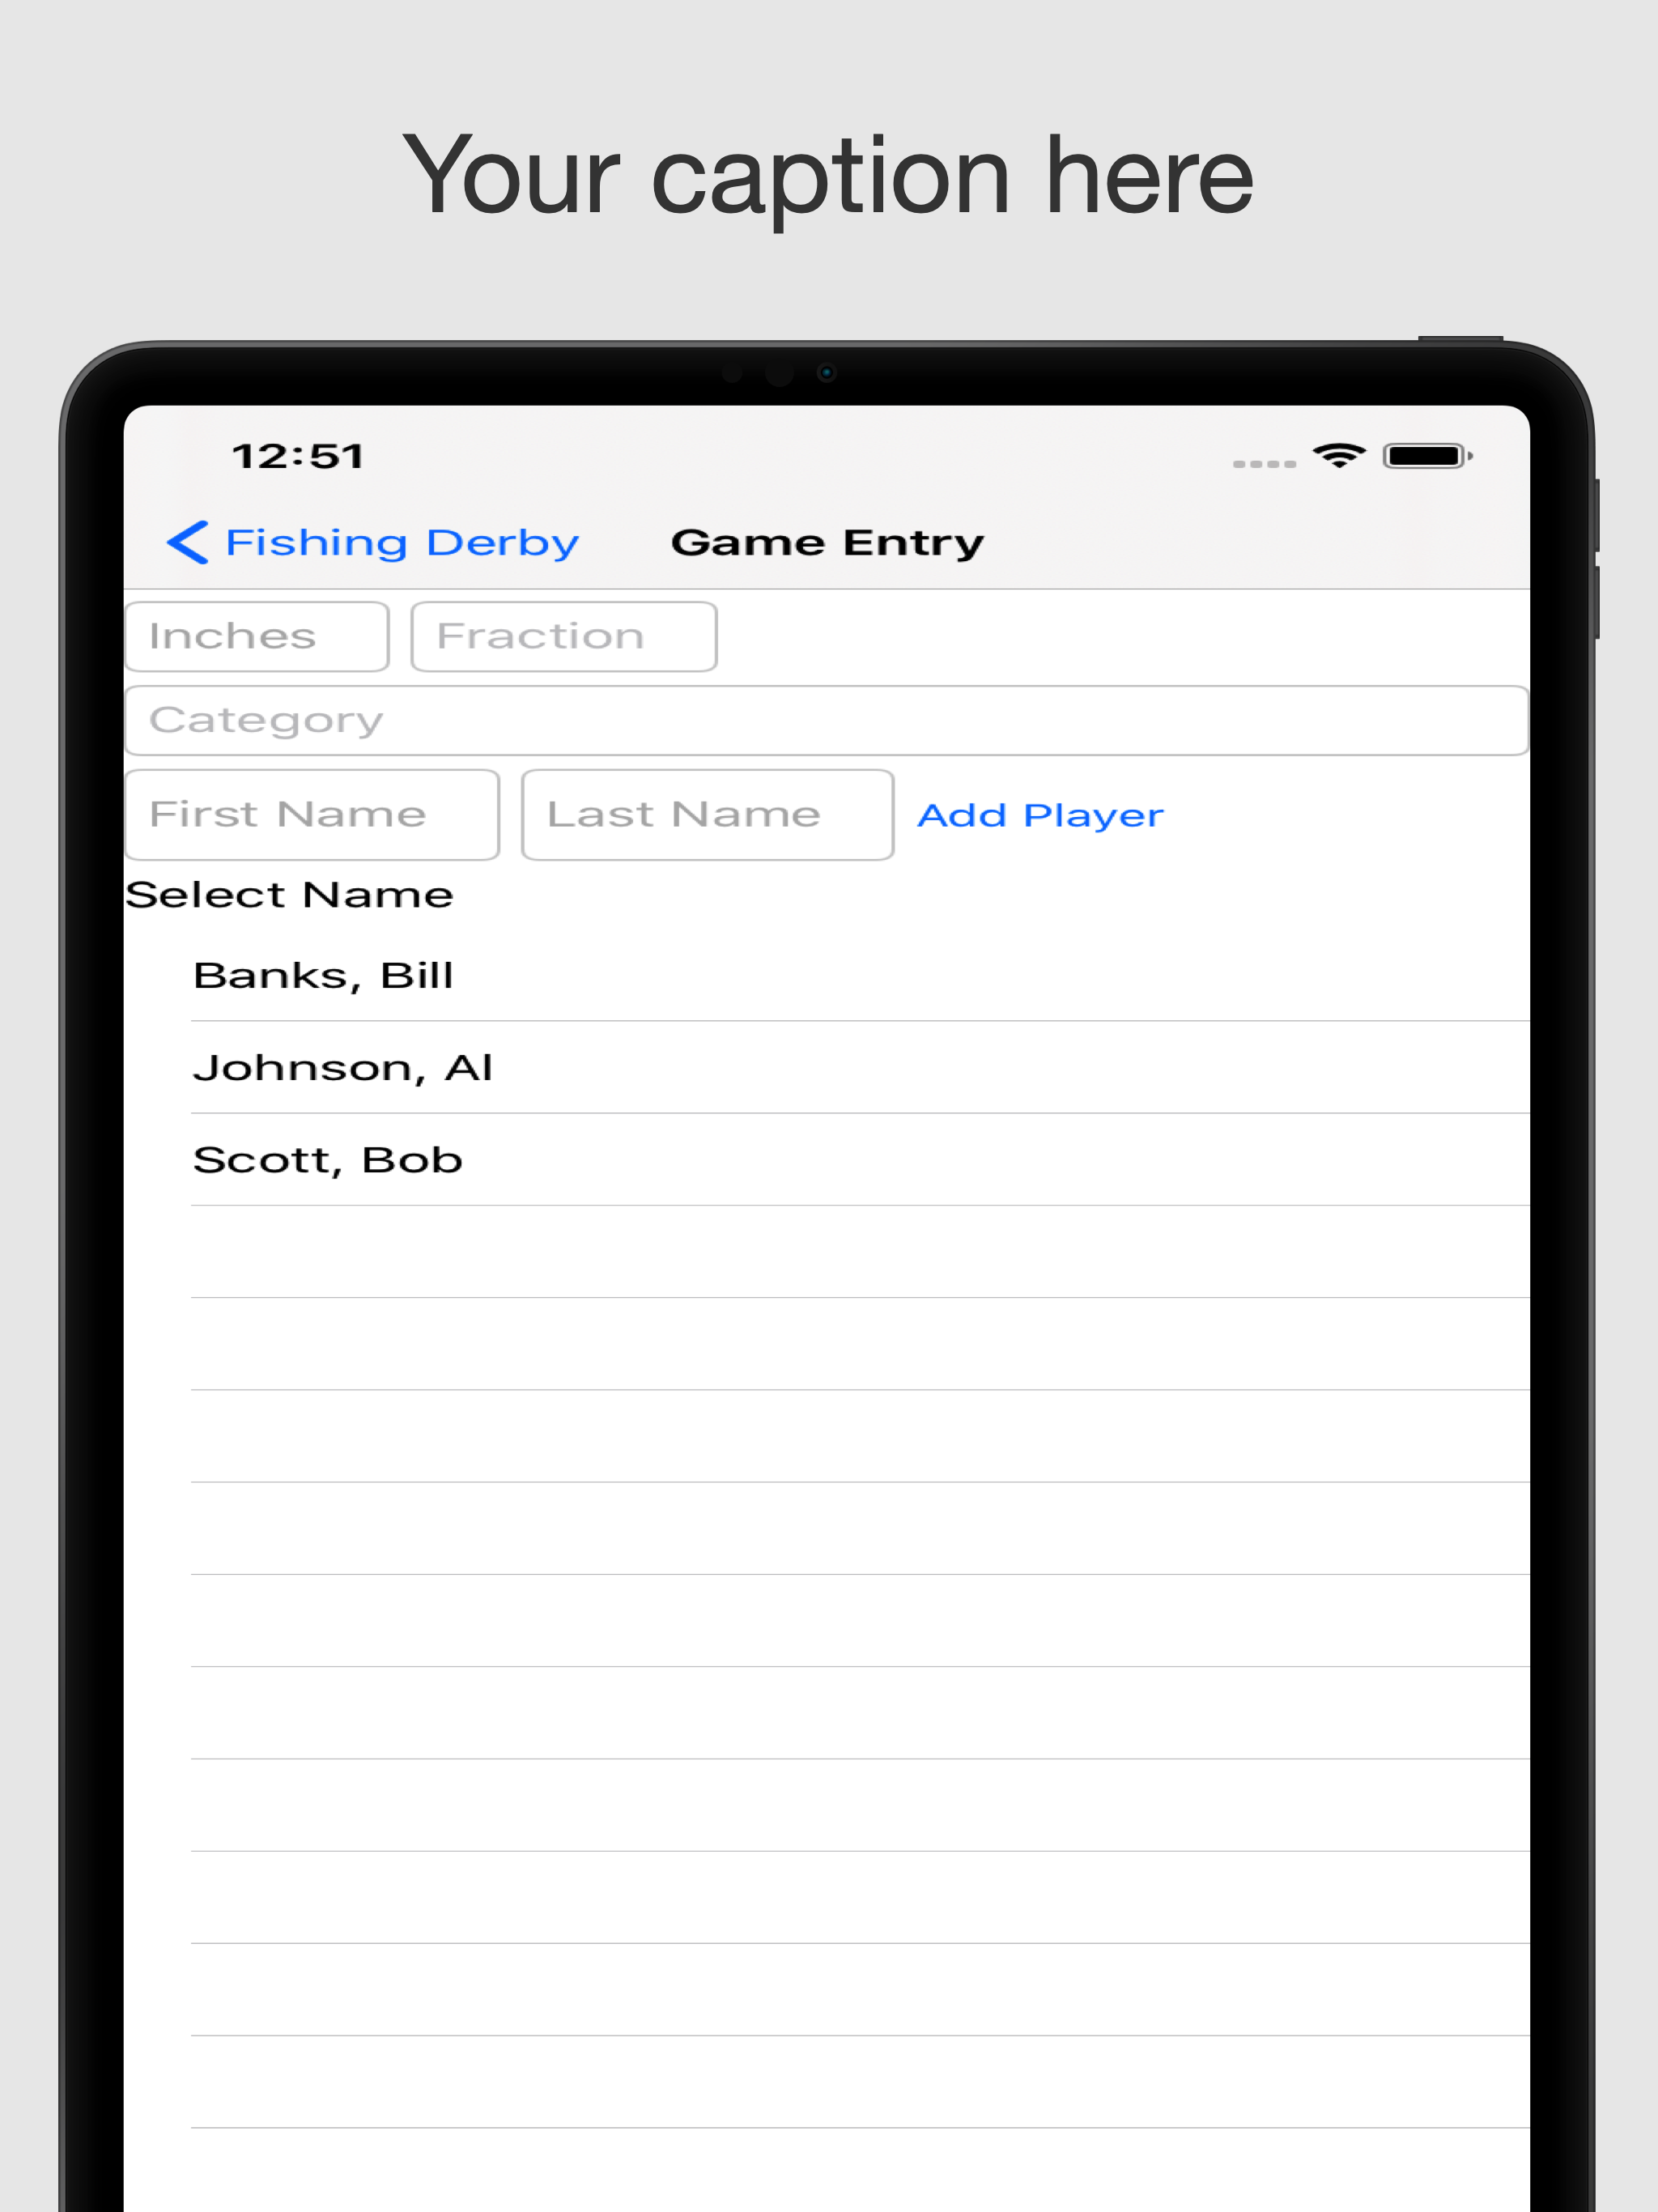 Your caption here
12:51
Fishing Derby Game Entry
Inches Fraction
Category
First Name Last Name Add Player
Select Name
Banks, Bill
Johnson, Al
Scott, Bob